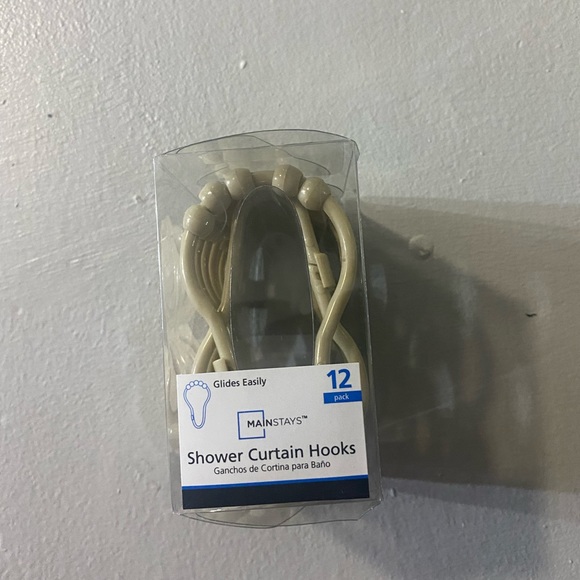 Glides Easily
12
pack
MAINSTAYS™
Shower Curtain Hooks
Ganchos de Cortina para Baño